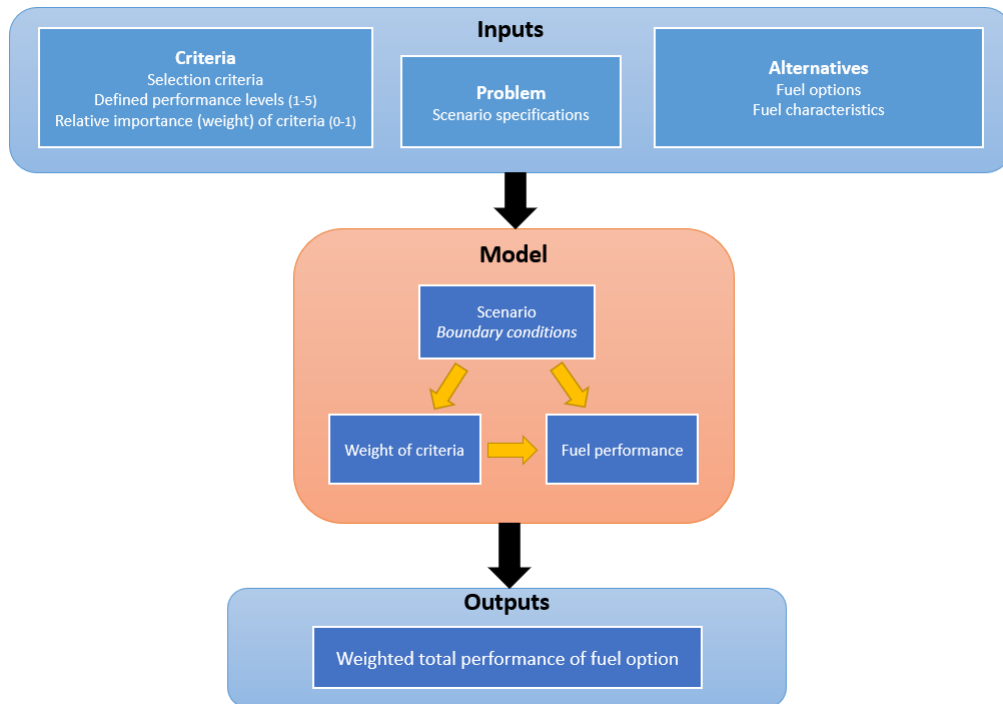 Inputs
Criteria
Selection criteria
Defined performance levels (1-5)
Relative importance (weight) of criteria (0-1)
Problem
Scenario specifications
Alternatives
Fuel options
Fuel characteristics
Model
Scenario
Boundary conditions
Weight of criteria
Fuel performance
Outputs
Weighted total performance of fuel option